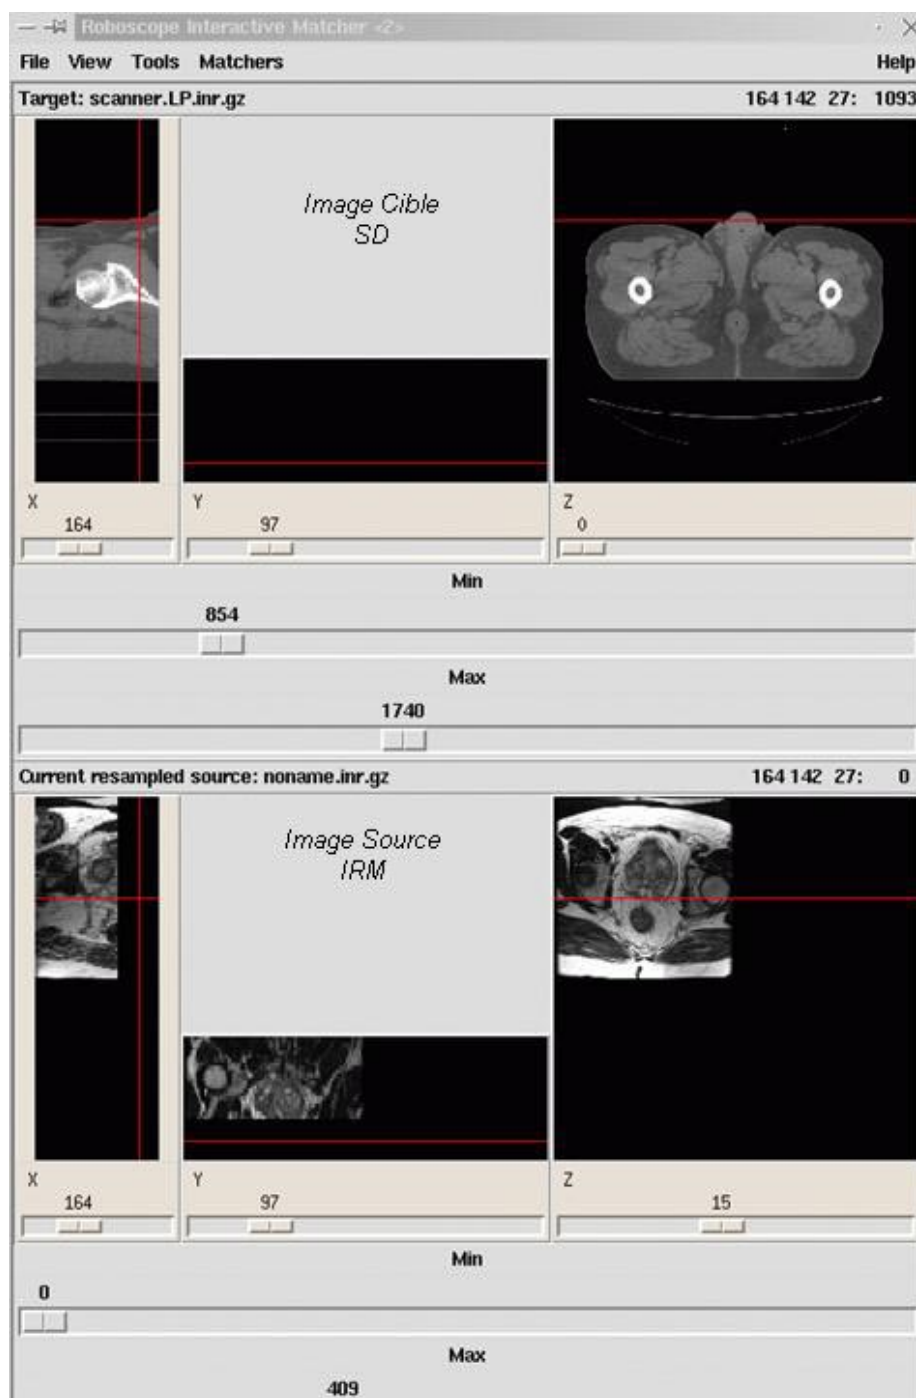 Roboscope Interactive Matcher <2>
File View Tools Matchers Help
Target: scanner.LP.inr.gz 164 142 27: 1093
Image Cible
SD
X Y Z
164 97 0
Min
854
Max
1740
Current resampled source: noname.inr.gz 164 142 27: 0
Image Source
IRM
X Y Z
164 97 15
Min
0
Max
409